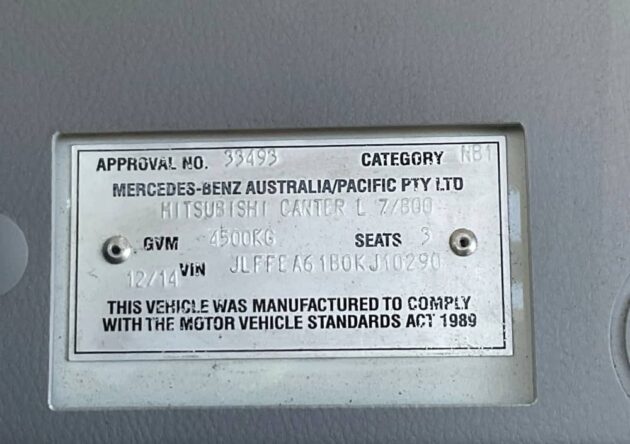 APPROVAL NO. 33493 CATEGORY NB1
MERCEDES-BENZ AUSTRALIA/PACIFIC PTY LTD
MITSUBISHI CANTER L 7/800
GVM 4500KG SEATS 3
12/14 VIN JLFFEA61B0KJ10290
THIS VEHICLE WAS MANUFACTURED TO COMPLY
WITH THE MOTOR VEHICLE STANDARDS ACT 1989